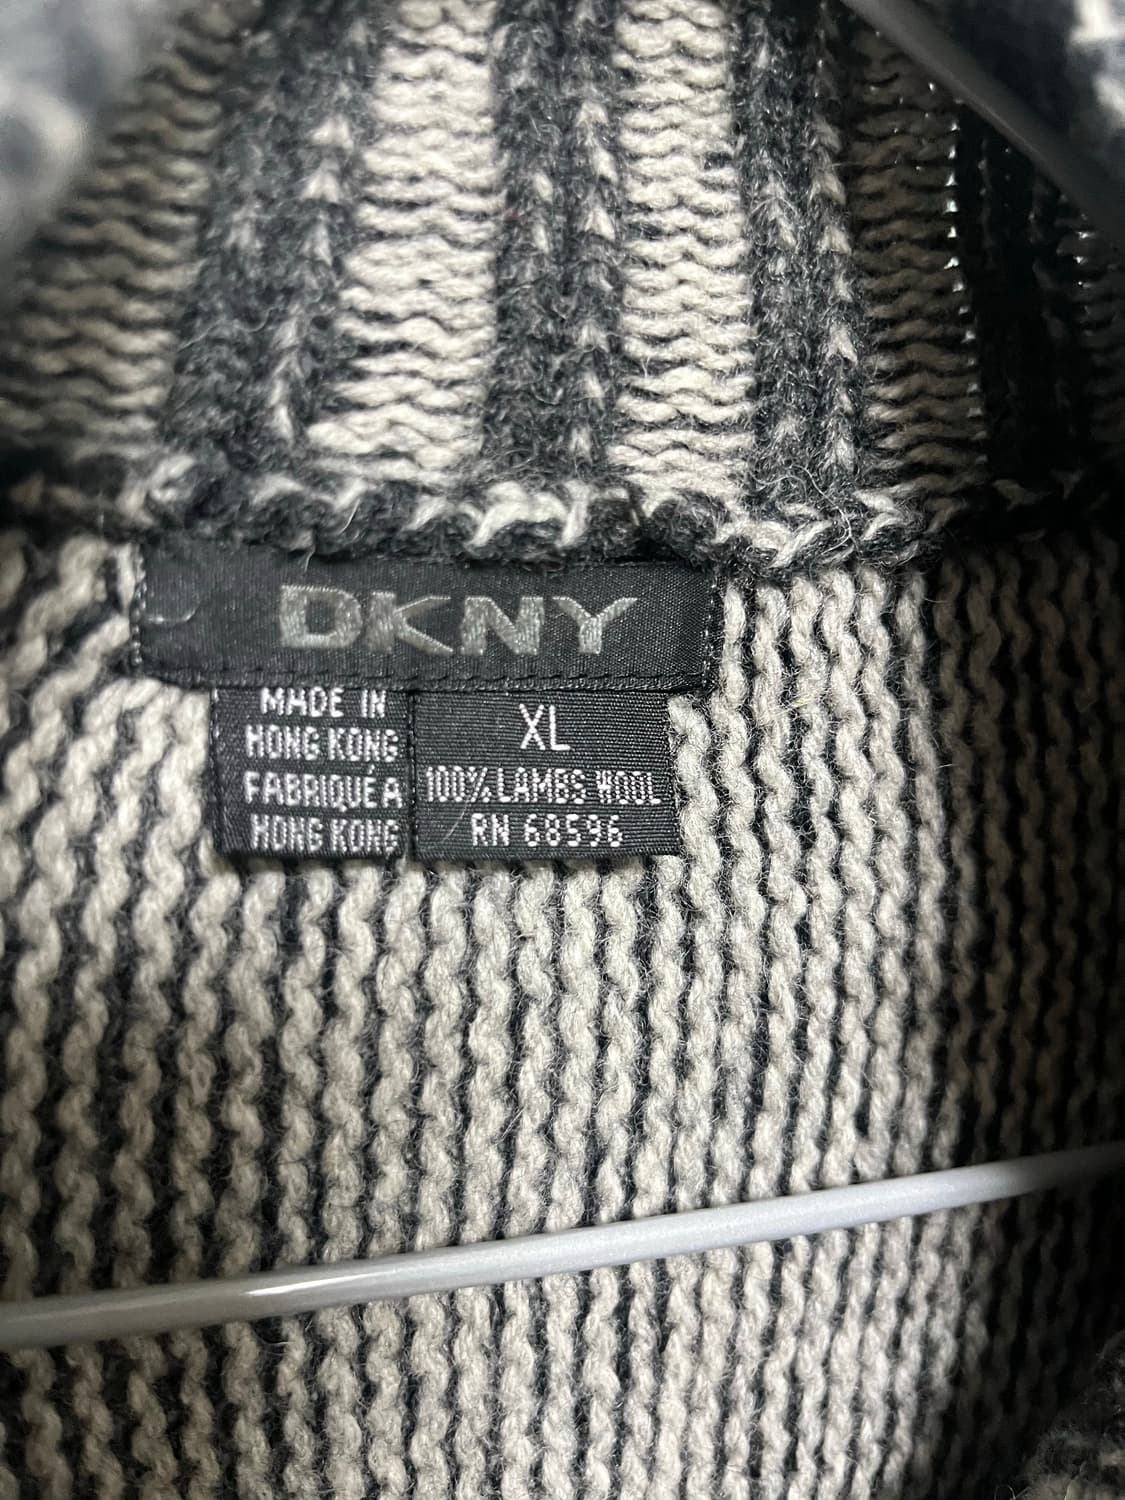 DKNY
MADE IN
HONG KONG
FABRIQUÉ A
HONG KONG
XL
100% LAMBS WOOL
RN 68596